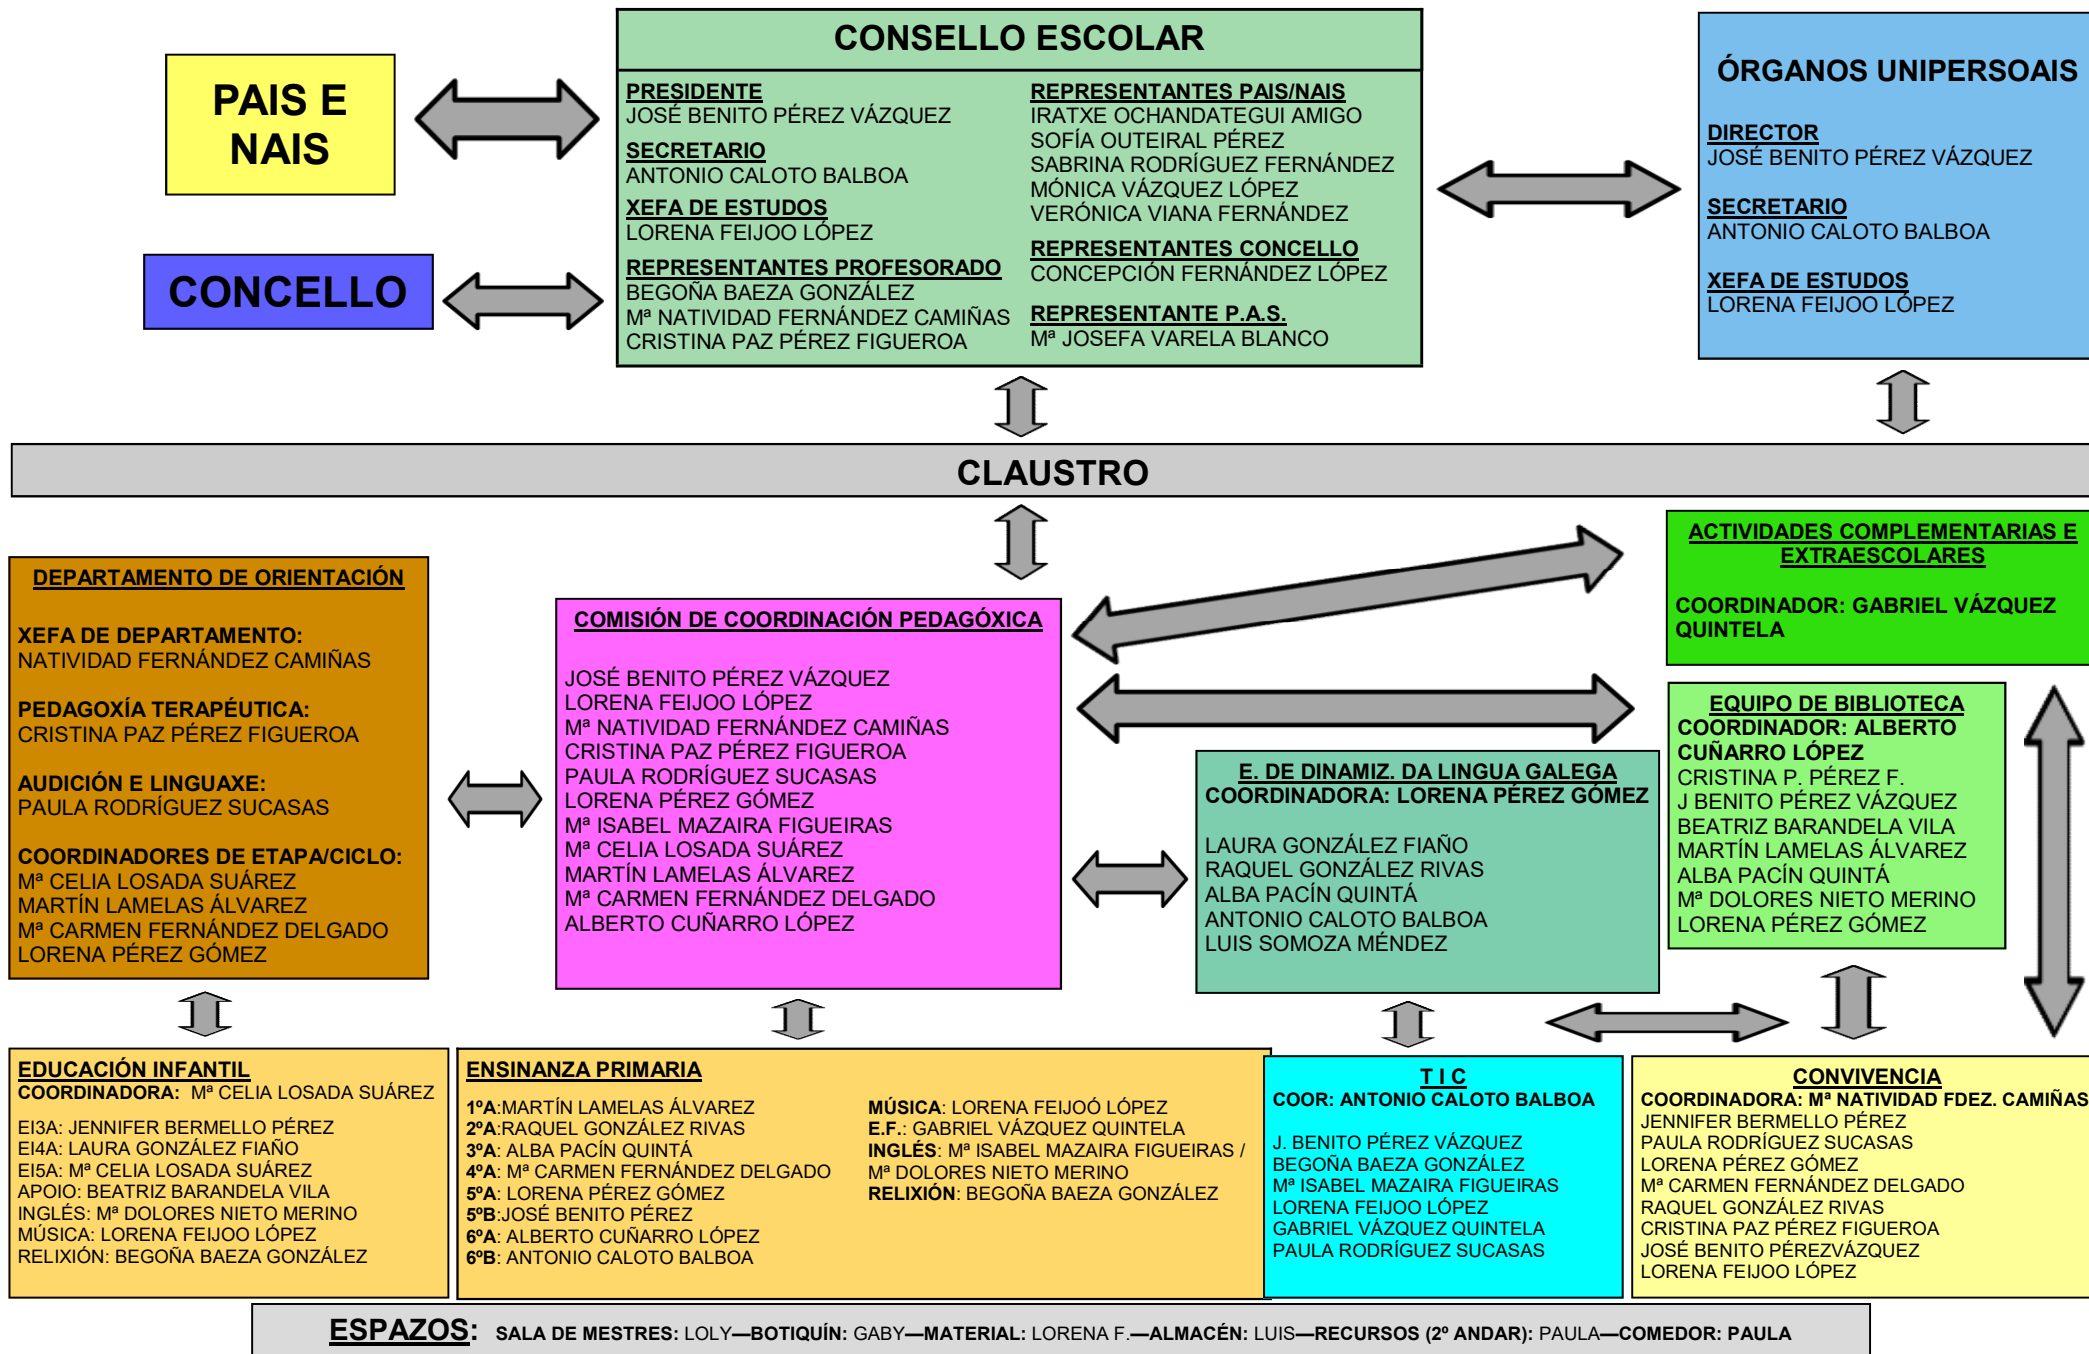 PAIS E
NAIS
CONCELLO
CONSELLO ESCOLAR
PRESIDENTE
JOSÉ BENITO PÉREZ VÁZQUEZ
SECRETARIO
ANTONIO CALOTO BALBOA
XEFA DE ESTUDOS
LORENA FEIJOO LÓPEZ
REPRESENTANTES PROFESORADO
BEGOÑA BAEZA GONZÁLEZ
Mª NATIVIDAD FERNÁNDEZ CAMIÑAS
CRISTINA PAZ PÉREZ FIGUEROA
REPRESENTANTES PAIS/NAIS
IRATXE OCHANDATEGUI AMIGO
SOFÍA OUTEIRAL PÉREZ
SABRINA RODRÍGUEZ FERNÁNDEZ
MÓNICA VÁZQUEZ LÓPEZ
VERÓNICA VIANA FERNÁNDEZ
REPRESENTANTES CONCELLO
CONCEPCIÓN FERNÁNDEZ LÓPEZ
REPRESENTANTE P.A.S.
Mª JOSEFA VARELA BLANCO
ÓRGANOS UNIPERSOAIS
DIRECTOR
JOSÉ BENITO PÉREZ VÁZQUEZ
SECRETARIO
ANTONIO CALOTO BALBOA
XEFA DE ESTUDOS
LORENA FEIJOO LÓPEZ
CLAUSTRO
DEPARTAMENTO DE ORIENTACIÓN
XEFA DE DEPARTAMENTO:
NATIVIDAD FERNÁNDEZ CAMIÑAS
PEDAGOXÍA TERAPÉUTICA:
CRISTINA PAZ PÉREZ FIGUEROA
AUDICIÓN E LINGUAXE:
PAULA RODRÍGUEZ SUCASAS
COORDINADORES DE ETAPA/CICLO:
Mª CELIA LOSADA SUÁREZ
MARTÍN LAMELAS ÁLVAREZ
Mª CARMEN FERNÁNDEZ DELGADO
LORENA PÉREZ GÓMEZ
COMISIÓN DE COORDINACIÓN PEDAGÓXICA
JOSÉ BENITO PÉREZ VÁZQUEZ
LORENA FEIJOO LÓPEZ
Mª NATIVIDAD FERNÁNDEZ CAMIÑAS
CRISTINA PAZ PÉREZ FIGUEROA
PAULA RODRÍGUEZ SUCASAS
LORENA PÉREZ GÓMEZ
Mª ISABEL MAZAIRA FIGUEIRAS
Mª CELIA LOSADA SUÁREZ
MARTÍN LAMELAS ÁLVAREZ
Mª CARMEN FERNÁNDEZ DELGADO
ALBERTO CUÑARRO LÓPEZ
E. DE DINAMIZ. DA LINGUA GALEGA
COORDINADORA: LORENA PÉREZ GÓMEZ
LAURA GONZÁLEZ FIAÑO
RAQUEL GONZÁLEZ RIVAS
ALBA PACÍN QUINTÁ
ANTONIO CALOTO BALBOA
LUIS SOMOZA MÉNDEZ
ACTIVIDADES COMPLEMENTARIAS E
EXTRAESCOLARES
COORDINADOR: GABRIEL VÁZQUEZ
QUINTELA
EQUIPO DE BIBLIOTECA
COORDINADOR: ALBERTO
CUÑARRO LÓPEZ
CRISTINA P. PÉREZ F.
J BENITO PÉREZ VÁZQUEZ
BEATRIZ BARANDELA VILA
MARTÍN LAMELAS ÁLVAREZ
ALBA PACÍN QUINTÁ
Mª DOLORES NIETO MERINO
LORENA PÉREZ GÓMEZ
EDUCACIÓN INFANTIL
COORDINADORA: Mª CELIA LOSADA SUÁREZ
EI3A: JENNIFER BERMELLO PÉREZ
EI4A: LAURA GONZÁLEZ FIAÑO
EI5A: Mª CELIA LOSADA SUÁREZ
APOIO: BEATRIZ BARANDELA VILA
INGLÉS: Mª DOLORES NIETO MERINO
MÚSICA: LORENA FEIJOO LÓPEZ
RELIXIÓN: BEGOÑA BAEZA GONZÁLEZ
ENSINANZA PRIMARIA
1ºA:MARTÍN LAMELAS ÁLVAREZ
2ºA:RAQUEL GONZÁLEZ RIVAS
3ºA: ALBA PACÍN QUINTÁ
4ºA: Mª CARMEN FERNÁNDEZ DELGADO
5ºA: LORENA PÉREZ GÓMEZ
5ºB:JOSÉ BENITO PÉREZ
6ºA: ALBERTO CUÑARRO LÓPEZ
6ºB: ANTONIO CALOTO BALBOA
MÚSICA: LORENA FEIJOÓ LÓPEZ
E.F.: GABRIEL VÁZQUEZ QUINTELA
INGLÉS: Mª ISABEL MAZAIRA FIGUEIRAS /
Mª DOLORES NIETO MERINO
RELIXIÓN: BEGOÑA BAEZA GONZÁLEZ
T I C
COOR: ANTONIO CALOTO BALBOA
J. BENITO PÉREZ VÁZQUEZ
BEGOÑA BAEZA GONZÁLEZ
Mª ISABEL MAZAIRA FIGUEIRAS
LORENA FEIJOO LÓPEZ
GABRIEL VÁZQUEZ QUINTELA
PAULA RODRÍGUEZ SUCASAS
CONVIVENCIA
COORDINADORA: Mª NATIVIDAD FDEZ. CAMIÑAS
JENNIFER BERMELLO PÉREZ
PAULA RODRÍGUEZ SUCASAS
LORENA PÉREZ GÓMEZ
Mª CARMEN FERNÁNDEZ DELGADO
RAQUEL GONZÁLEZ RIVAS
CRISTINA PAZ PÉREZ FIGUEROA
JOSÉ BENITO PÉREZVÁZQUEZ
LORENA FEIJOO LÓPEZ
ESPAZOS: SALA DE MESTRES: LOLY—BOTIQUÍN: GABY—MATERIAL: LORENA F.—ALMACÉN: LUIS—RECURSOS (2º ANDAR): PAULA—COMEDOR: PAULA